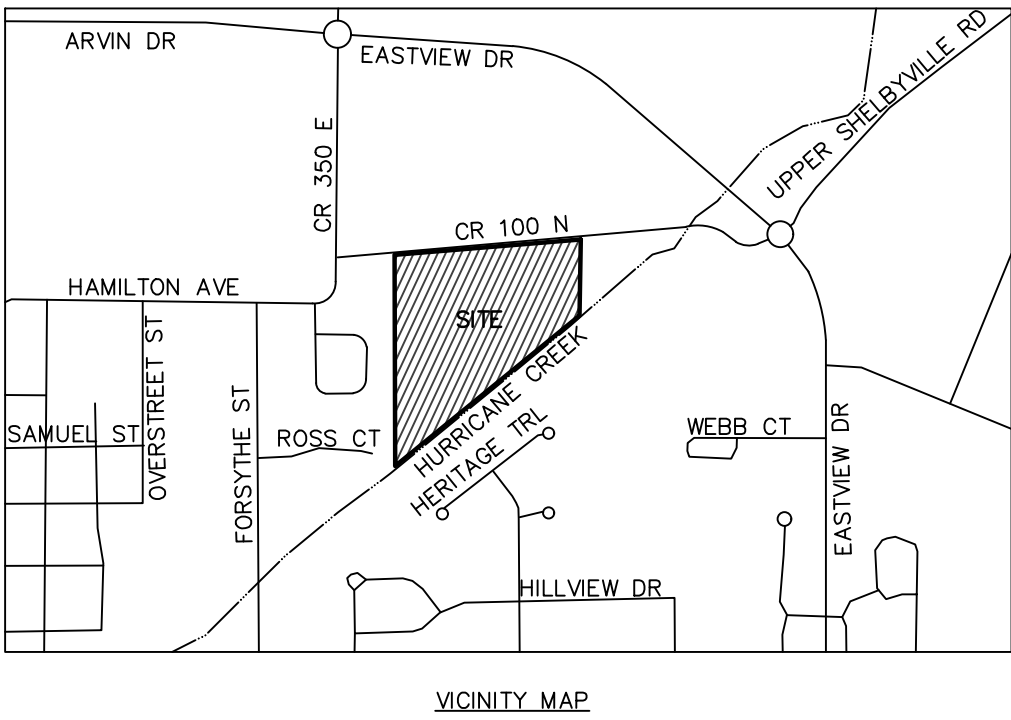 ARVIN DR
EASTVIEW DR
UPPER SHELBYVILLE RD
CR 350 E
CR 100 N
HAMILTON AVE
SITE
OVERSTREET ST
HURRICANE CREEK
FORSYTHE ST
HERITAGE TRL
SAMUEL ST
ROSS CT
WEBB CT
EASTVIEW DR
HILLVIEW DR
VICINITY MAP